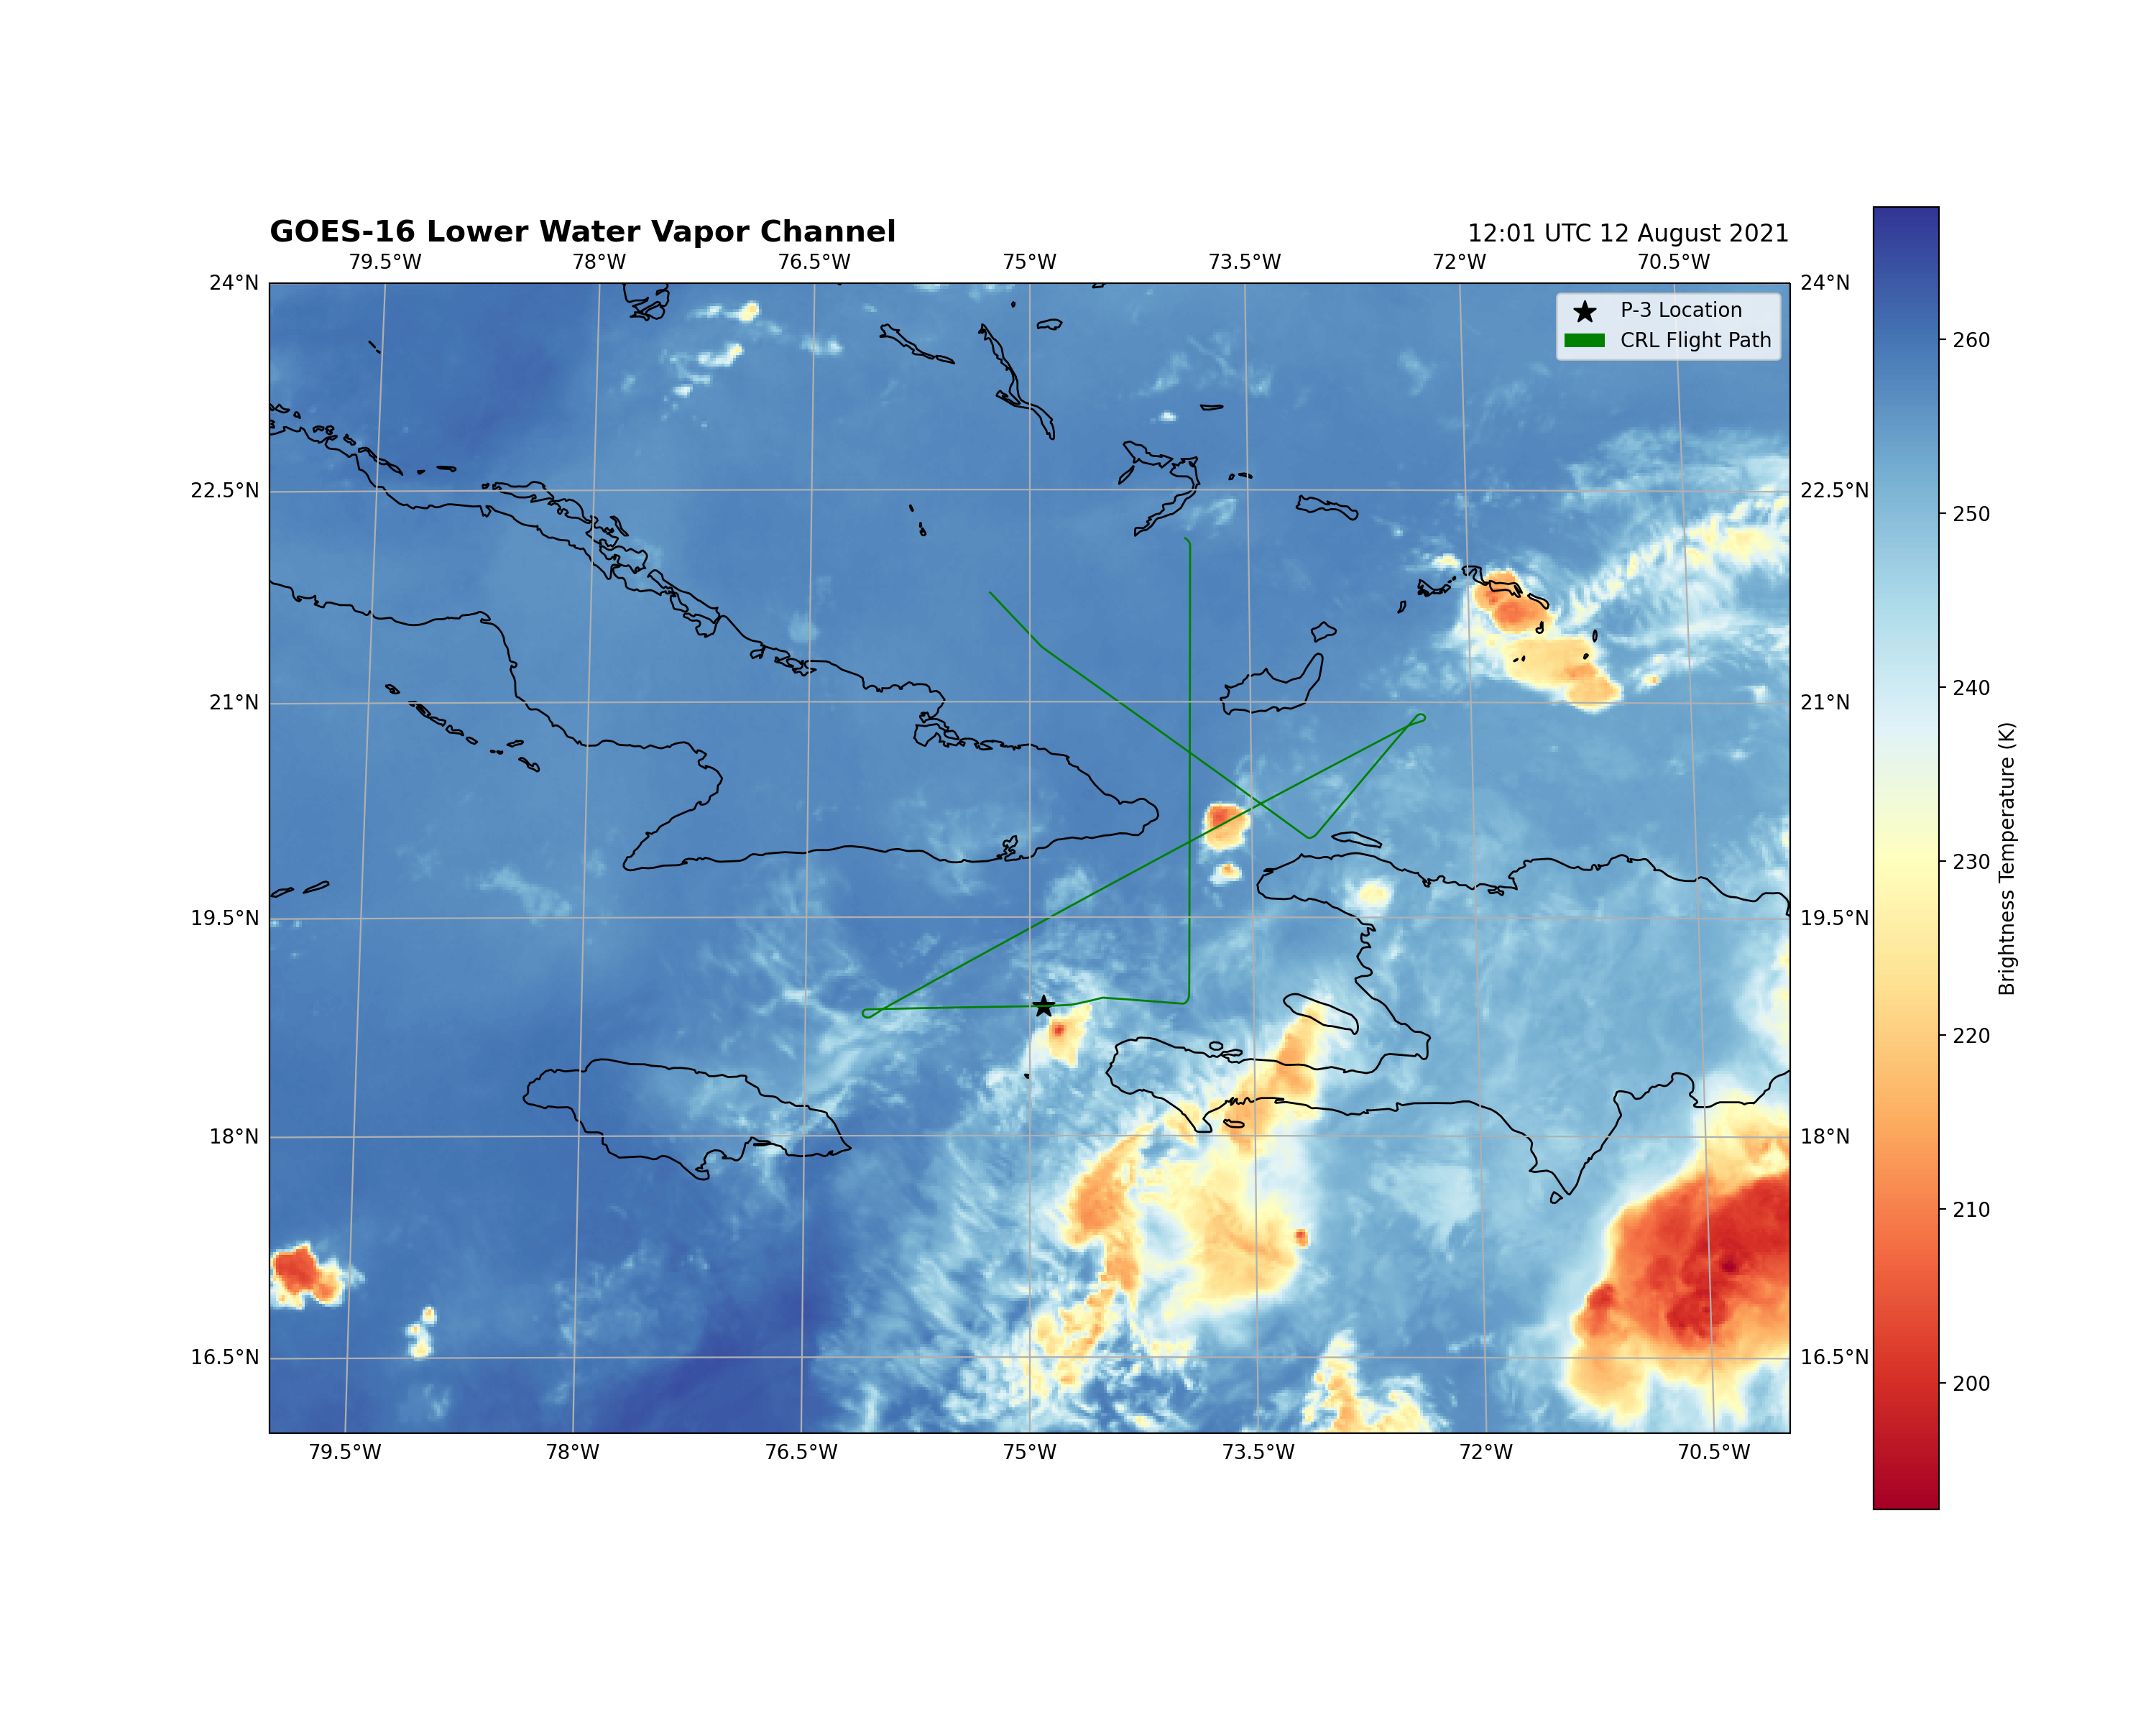 GOES-16 Lower Water Vapor Channel
12:01 UTC 12 August 2021
79.5°W 78°W 76.5°W 75°W 73.5°W 72°W 70.5°W
24°N 24°N
P-3 Location
CRL Flight Path
260
22.5°N 22.5°N
250
21°N 21°N
240
230
19.5°N 19.5°N
Brightness Temperature (K)
220
18°N 18°N
210
16.5°N 16.5°N
200
79.5°W 78°W 76.5°W 75°W 73.5°W 72°W 70.5°W